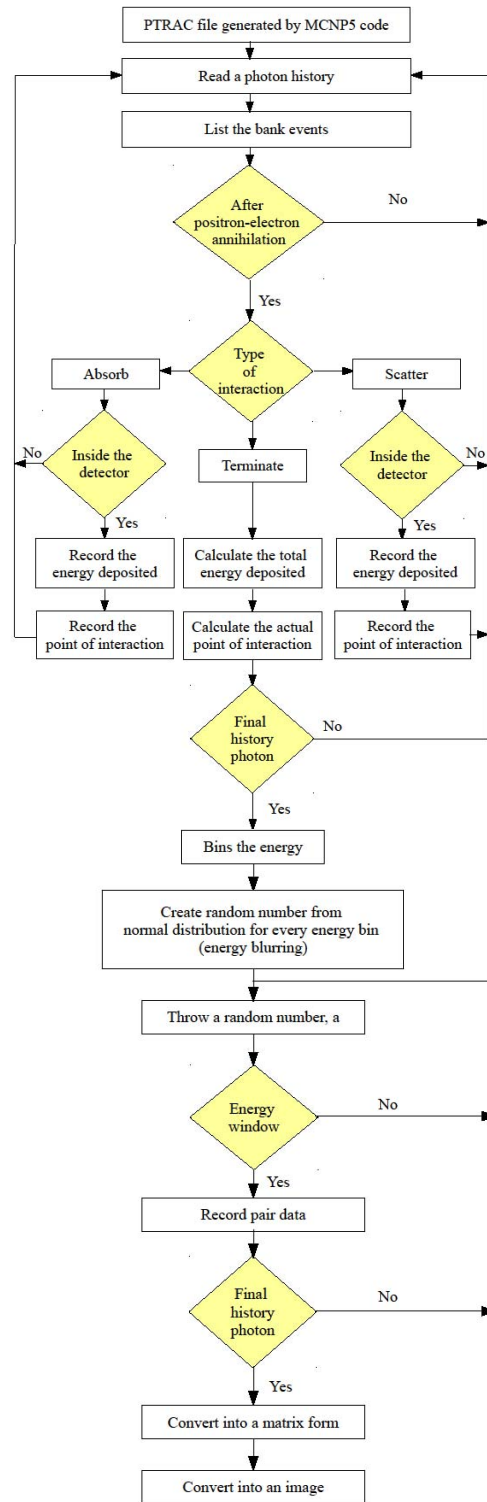 PTRAC file generated by MCNP5 code
Read a photon history
List the bank events
After
positron-electron
annihilation
No
Yes
Type
of
interaction
Absorb
Scatter
Inside the
detector
No
Terminate
Inside the
detector
No
Yes
Yes
Record the
energy deposited
Calculate the total
energy deposited
Record the
energy deposited
Record the
point of interaction
Calculate the actual
point of interaction
Record the
point of interaction
Final
history
photon
No
Yes
Bins the energy
Create random number from
normal distribution for every energy bin
(energy blurring)
Throw a random number, a
Energy
window
No
Yes
Record pair data
Final
history
photon
No
Yes
Convert into a matrix form
Convert into an image